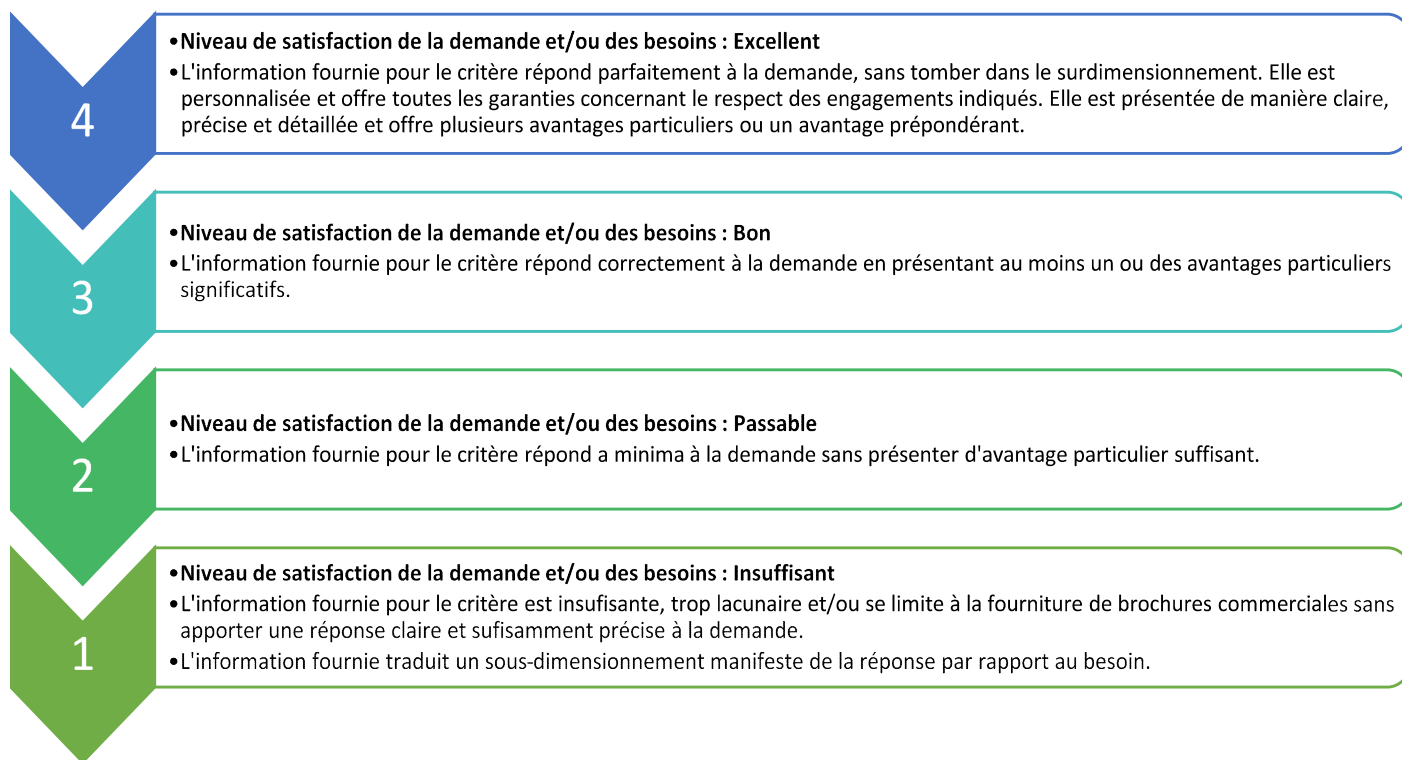 4
•Niveau de satisfaction de la demande et/ou des besoins : Excellent
•L'information fournie pour le critère répond parfaitement à la demande, sans tomber dans le surdimensionnement. Elle est
personnalisée et offre toutes les garanties concernant le respect des engagements indiqués. Elle est présentée de manière claire,
précise et détaillée et offre plusieurs avantages particuliers ou un avantage prépondérant.
3
•Niveau de satisfaction de la demande et/ou des besoins : Bon
•L'information fournie pour le critère répond correctement à la demande en présentant au moins un ou des avantages particuliers
significatifs.
2
•Niveau de satisfaction de la demande et/ou des besoins : Passable
•L'information fournie pour le critère répond a minima à la demande sans présenter d'avantage particulier suffisant.
1
•Niveau de satisfaction de la demande et/ou des besoins : Insuffisant
•L'information fournie pour le critère est insufisante, trop lacunaire et/ou se limite à la fourniture de brochures commerciales sans
apporter une réponse claire et sufisamment précise à la demande.
•L'information fournie traduit un sous-dimensionnement manifeste de la réponse par rapport au besoin.